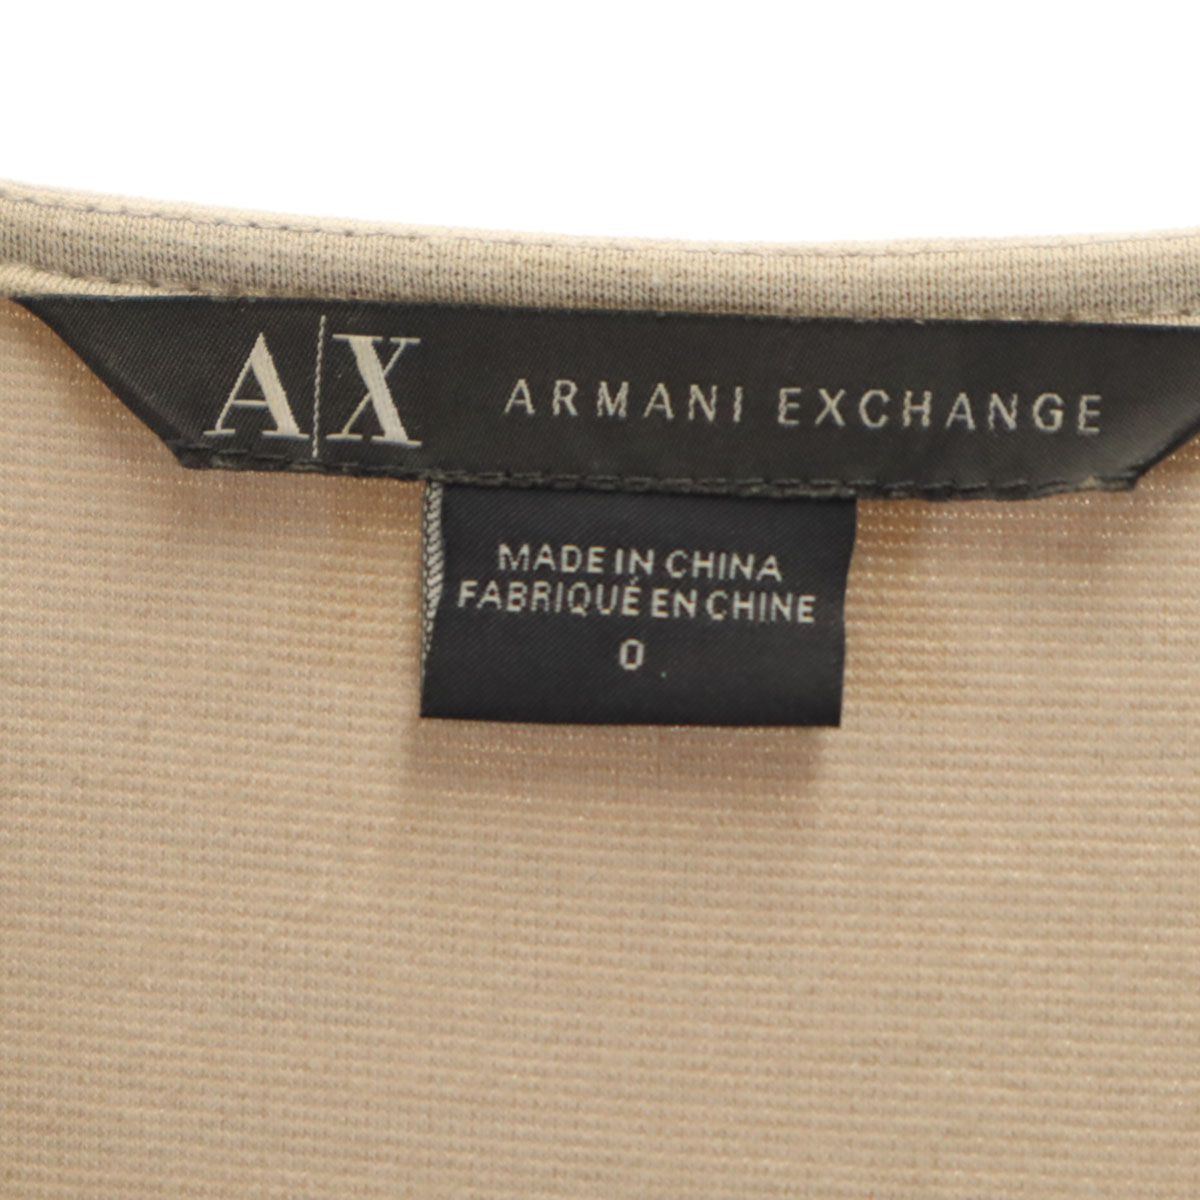 A|X ARMANI EXCHANGE
MADE IN CHINA
FABRIQUÉ EN CHINE
0